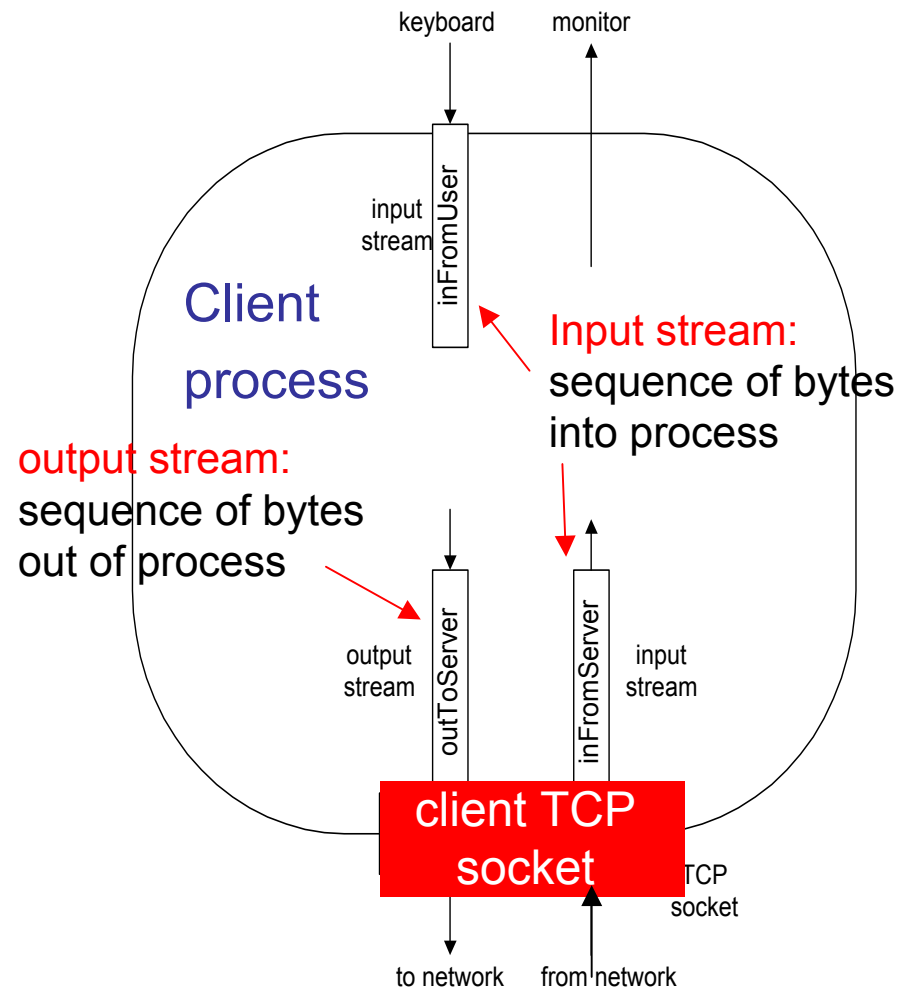 keyboard
monitor
input
stream
inFromUser
Client
process
Input stream:
sequence of bytes
into process
output stream:
sequence of bytes
out of process
output
stream
outToServer
inFromServer
input
stream
client TCP
socket
TCP
socket
to network
from network